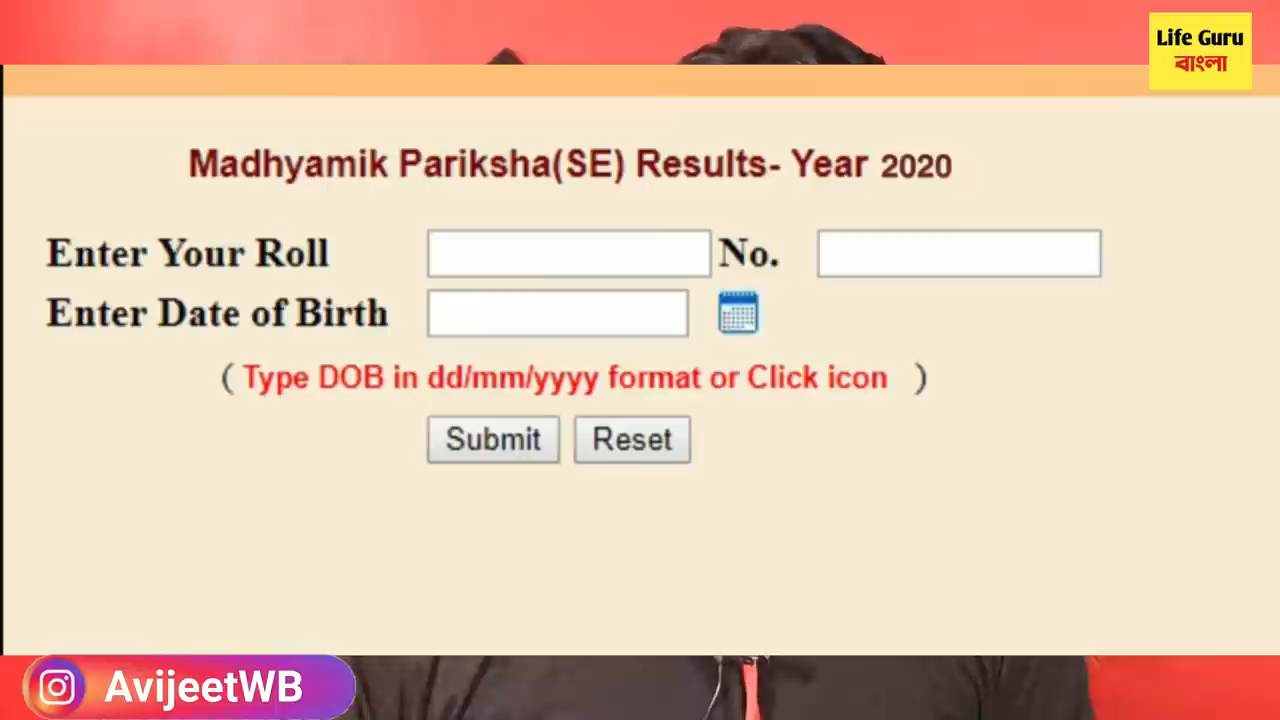 Life Guru
বাংলা
Madhyamik Pariksha(SE) Results- Year 2020
Enter Your Roll No.
Enter Date of Birth
( Type DOB in dd/mm/yyyy format or Click icon )
Submit Reset
AvijeetWB